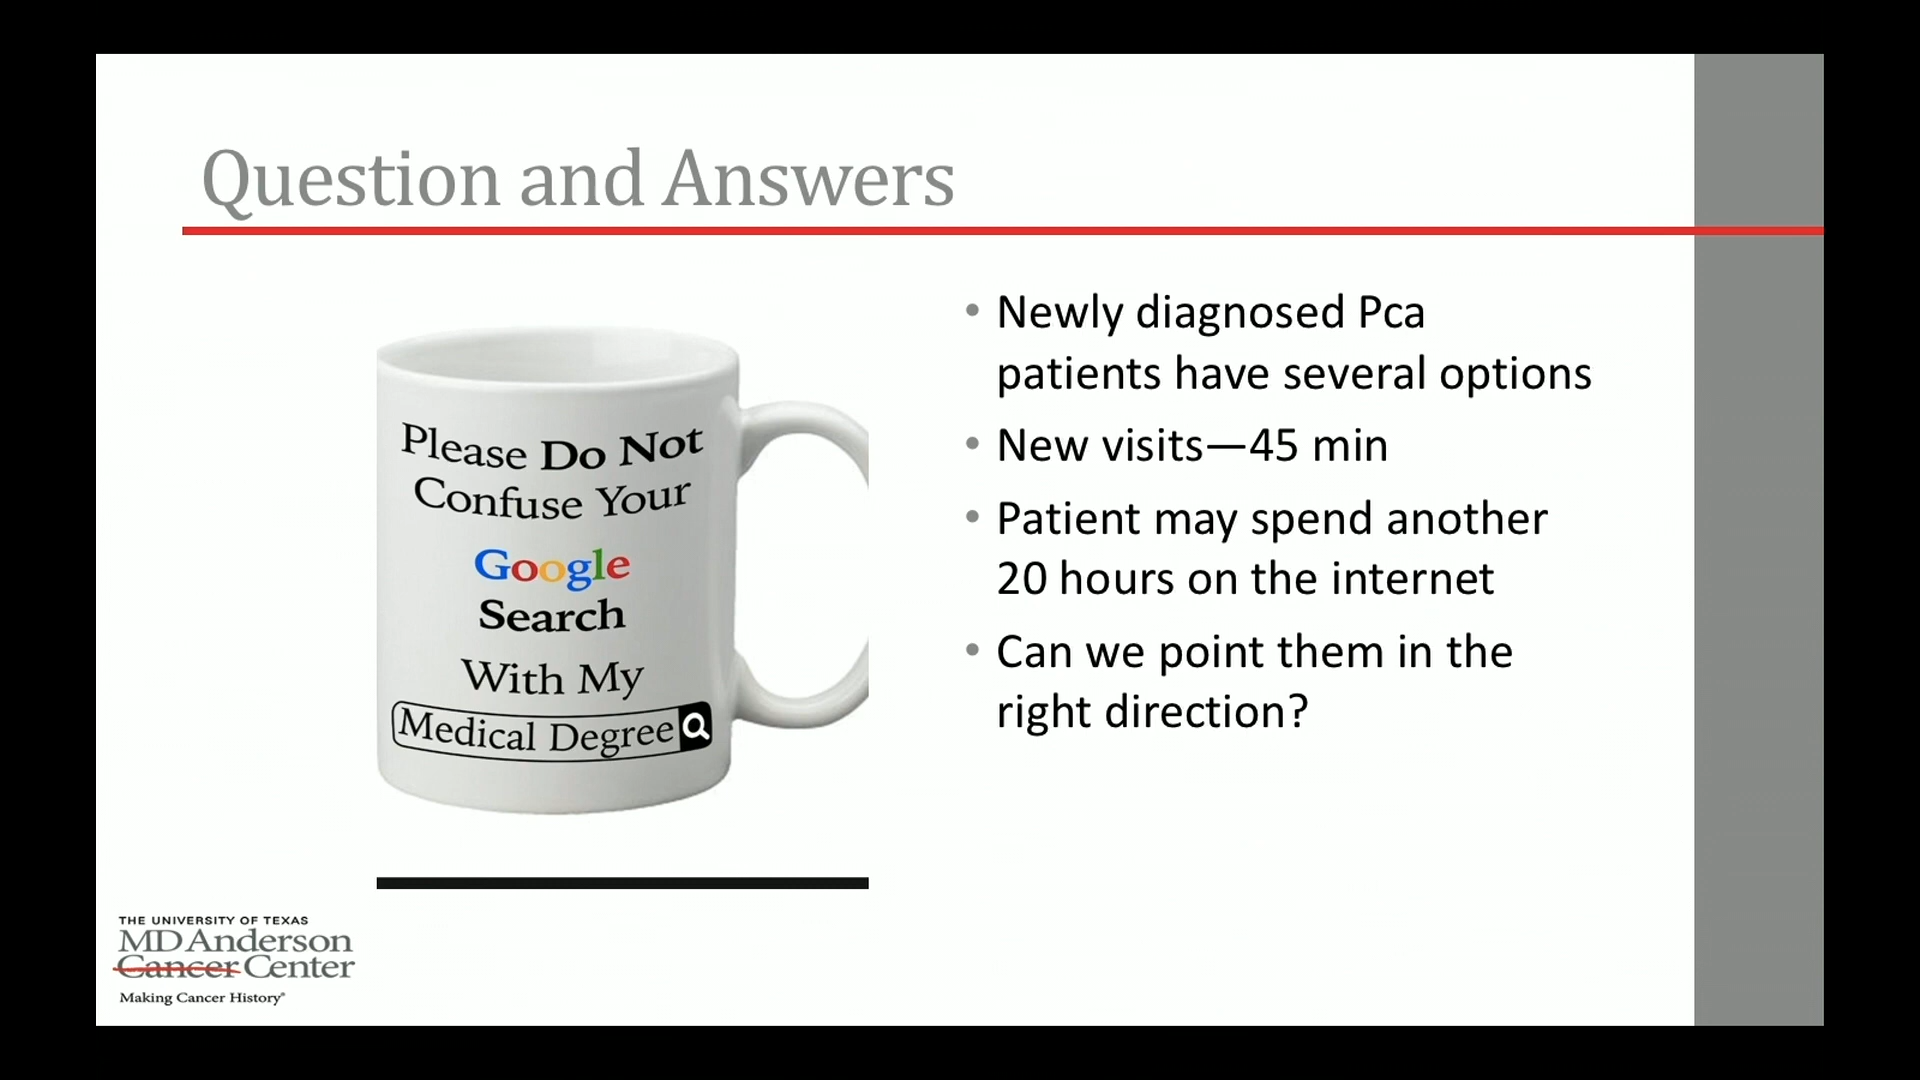 Question and Answers
Please Do Not
Confuse Your
Google
Search
With My
Medical Degree
• Newly diagnosed Pca
patients have several options
• New visits—45 min
• Patient may spend another
20 hours on the internet
• Can we point them in the
right direction?
THE UNIVERSITY OF TEXAS
MD Anderson
Cancer Center
Making Cancer History®